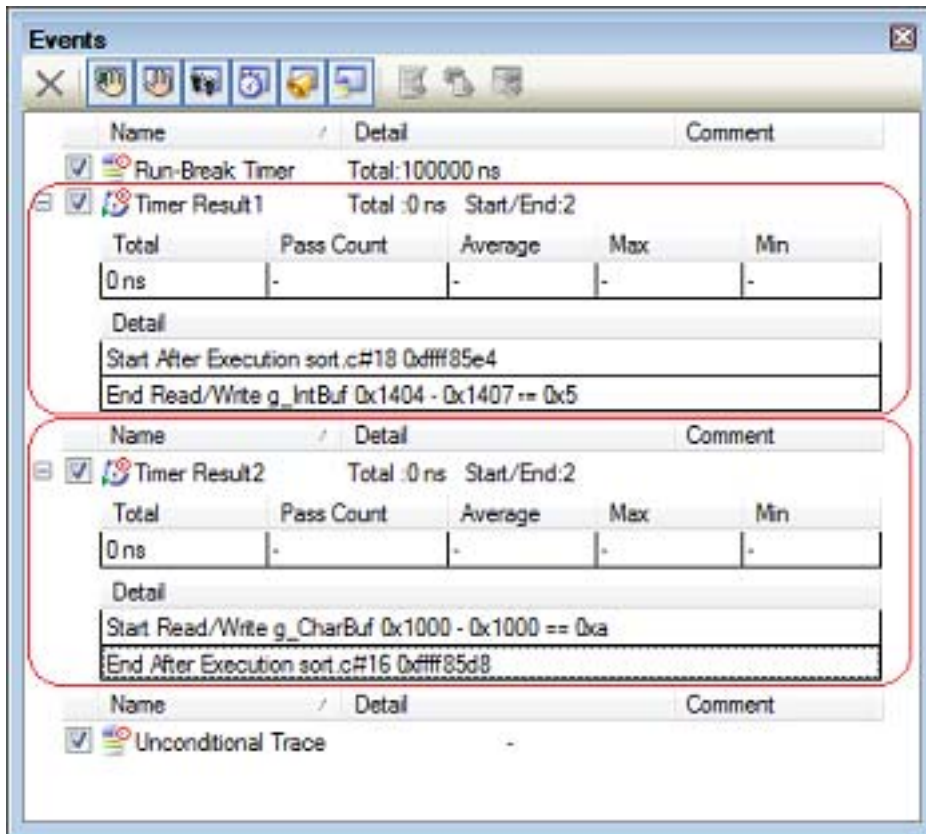 Events
Name / Detail Comment
Run-Break Timer Total:100000 ns
Timer Result1 Total :0 ns Start/End:2
Total Pass Count Average Max Min
0 ns - - - -
Detail
Start After Execution sort.c#18 0xffff85e4
End Read/Write g_IntBuf 0x1404 - 0x1407 == 0x5
Name / Detail Comment
Timer Result2 Total :0 ns Start/End:2
Total Pass Count Average Max Min
0 ns - - - -
Detail
Start Read/Write g_CharBuf 0x1000 - 0x1000 == 0xa
End After Execution sort.c#16 0xffff85d8
Name / Detail Comment
Unconditional Trace -